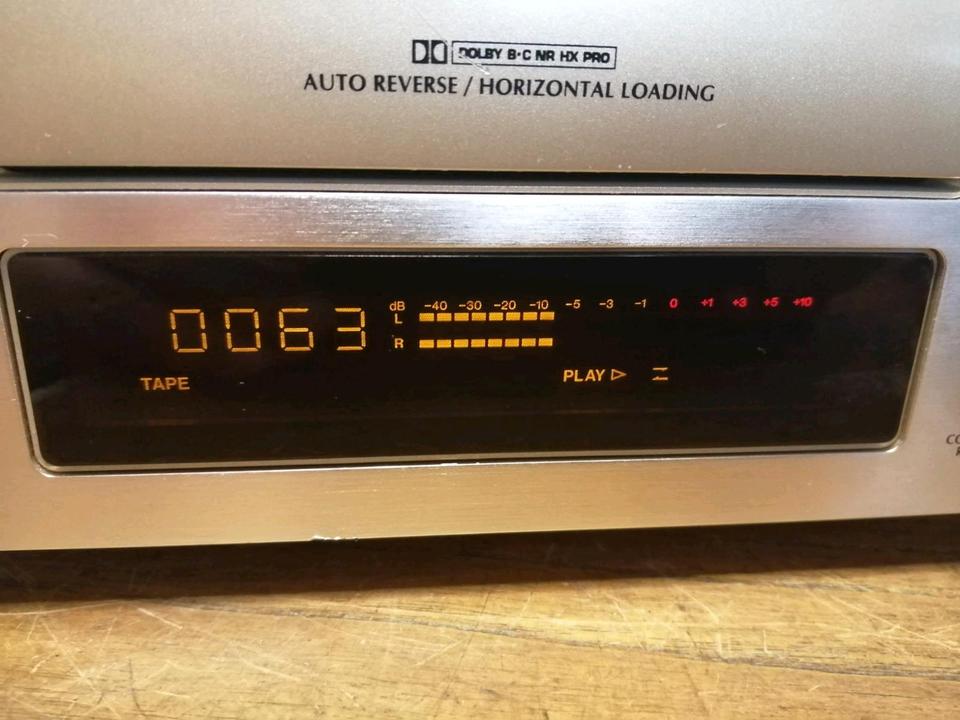 DOLBY B·C NR HX PRO
AUTO REVERSE / HORIZONTAL LOADING
0063
dB -40 -30 -20 -10 -5 -3 -1 0 +1 +3 +5 +10
L
R
TAPE
PLAY ▷